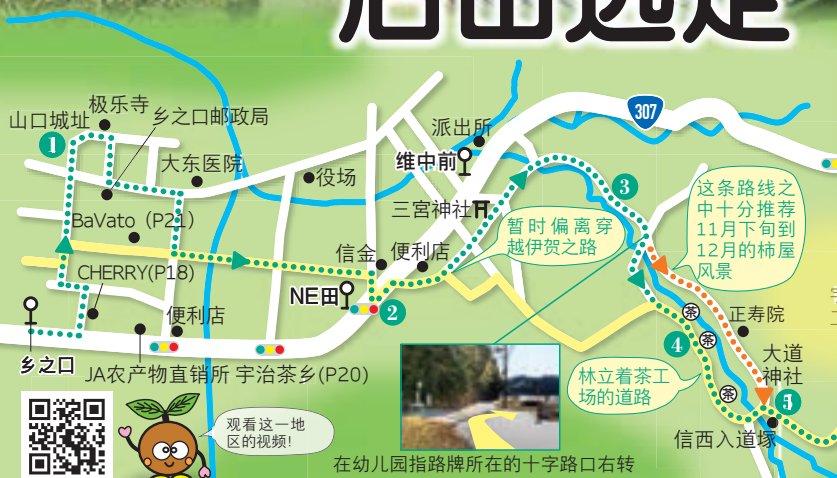 307
极乐寺
山口城址
乡之口邮政局
1
大东医院
役场
派出所
维中前
三宫神社
3
这条路线之
中十分推荐
11月下旬到
12月的柿屋
风景
BaVato（P21）
暂时偏离穿
越伊贺之路
信金
便利店
CHERRY(P18)
NE田
2
便利店
茶
茶
茶
正寿院
4
乡之口
JA农产物直销所 宇治茶乡(P20)
林立着茶工
场的道路
大道
神社
5
信西入道塚
观看这一地
区的视频!
在幼儿园指路牌所在的十字路口右转